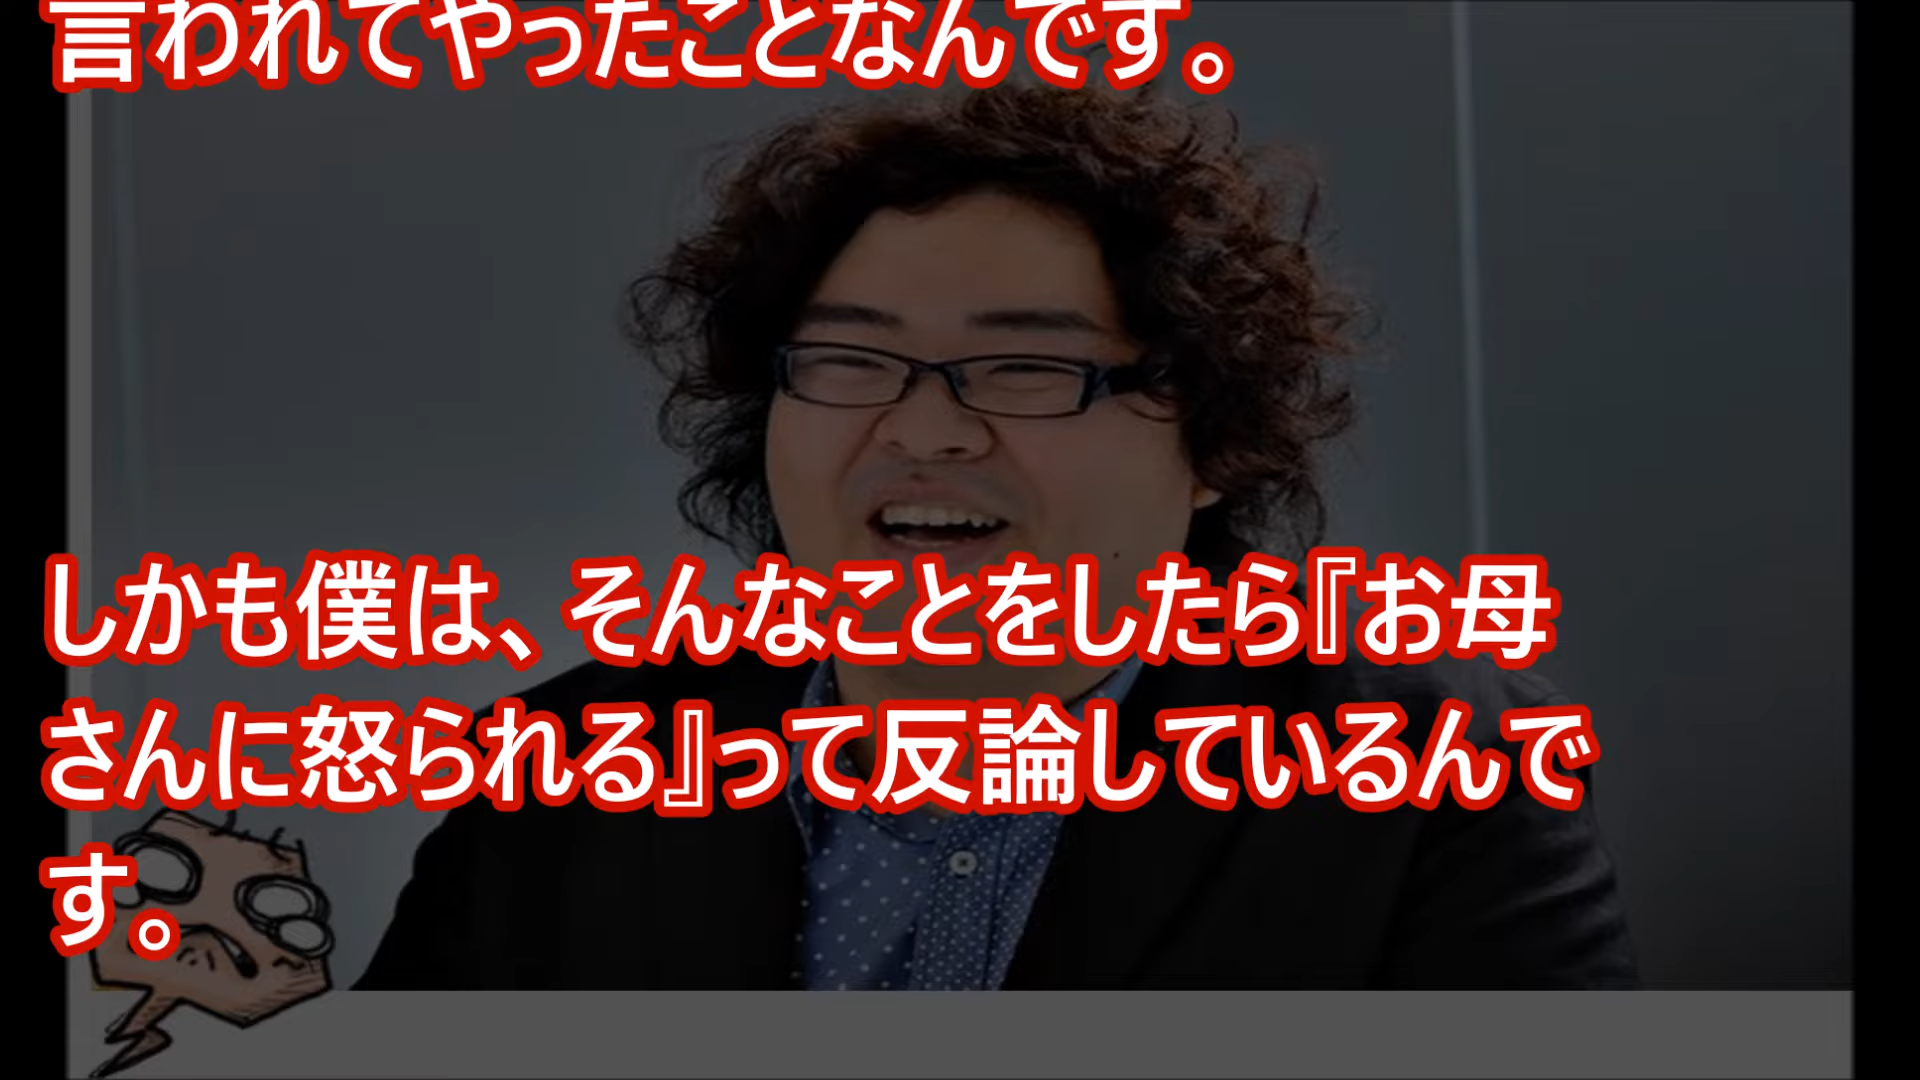 言われてやったことなんです。
しかも僕は、そんなことをしたら『お母
さんに怒られる』って反論しているんで
す。